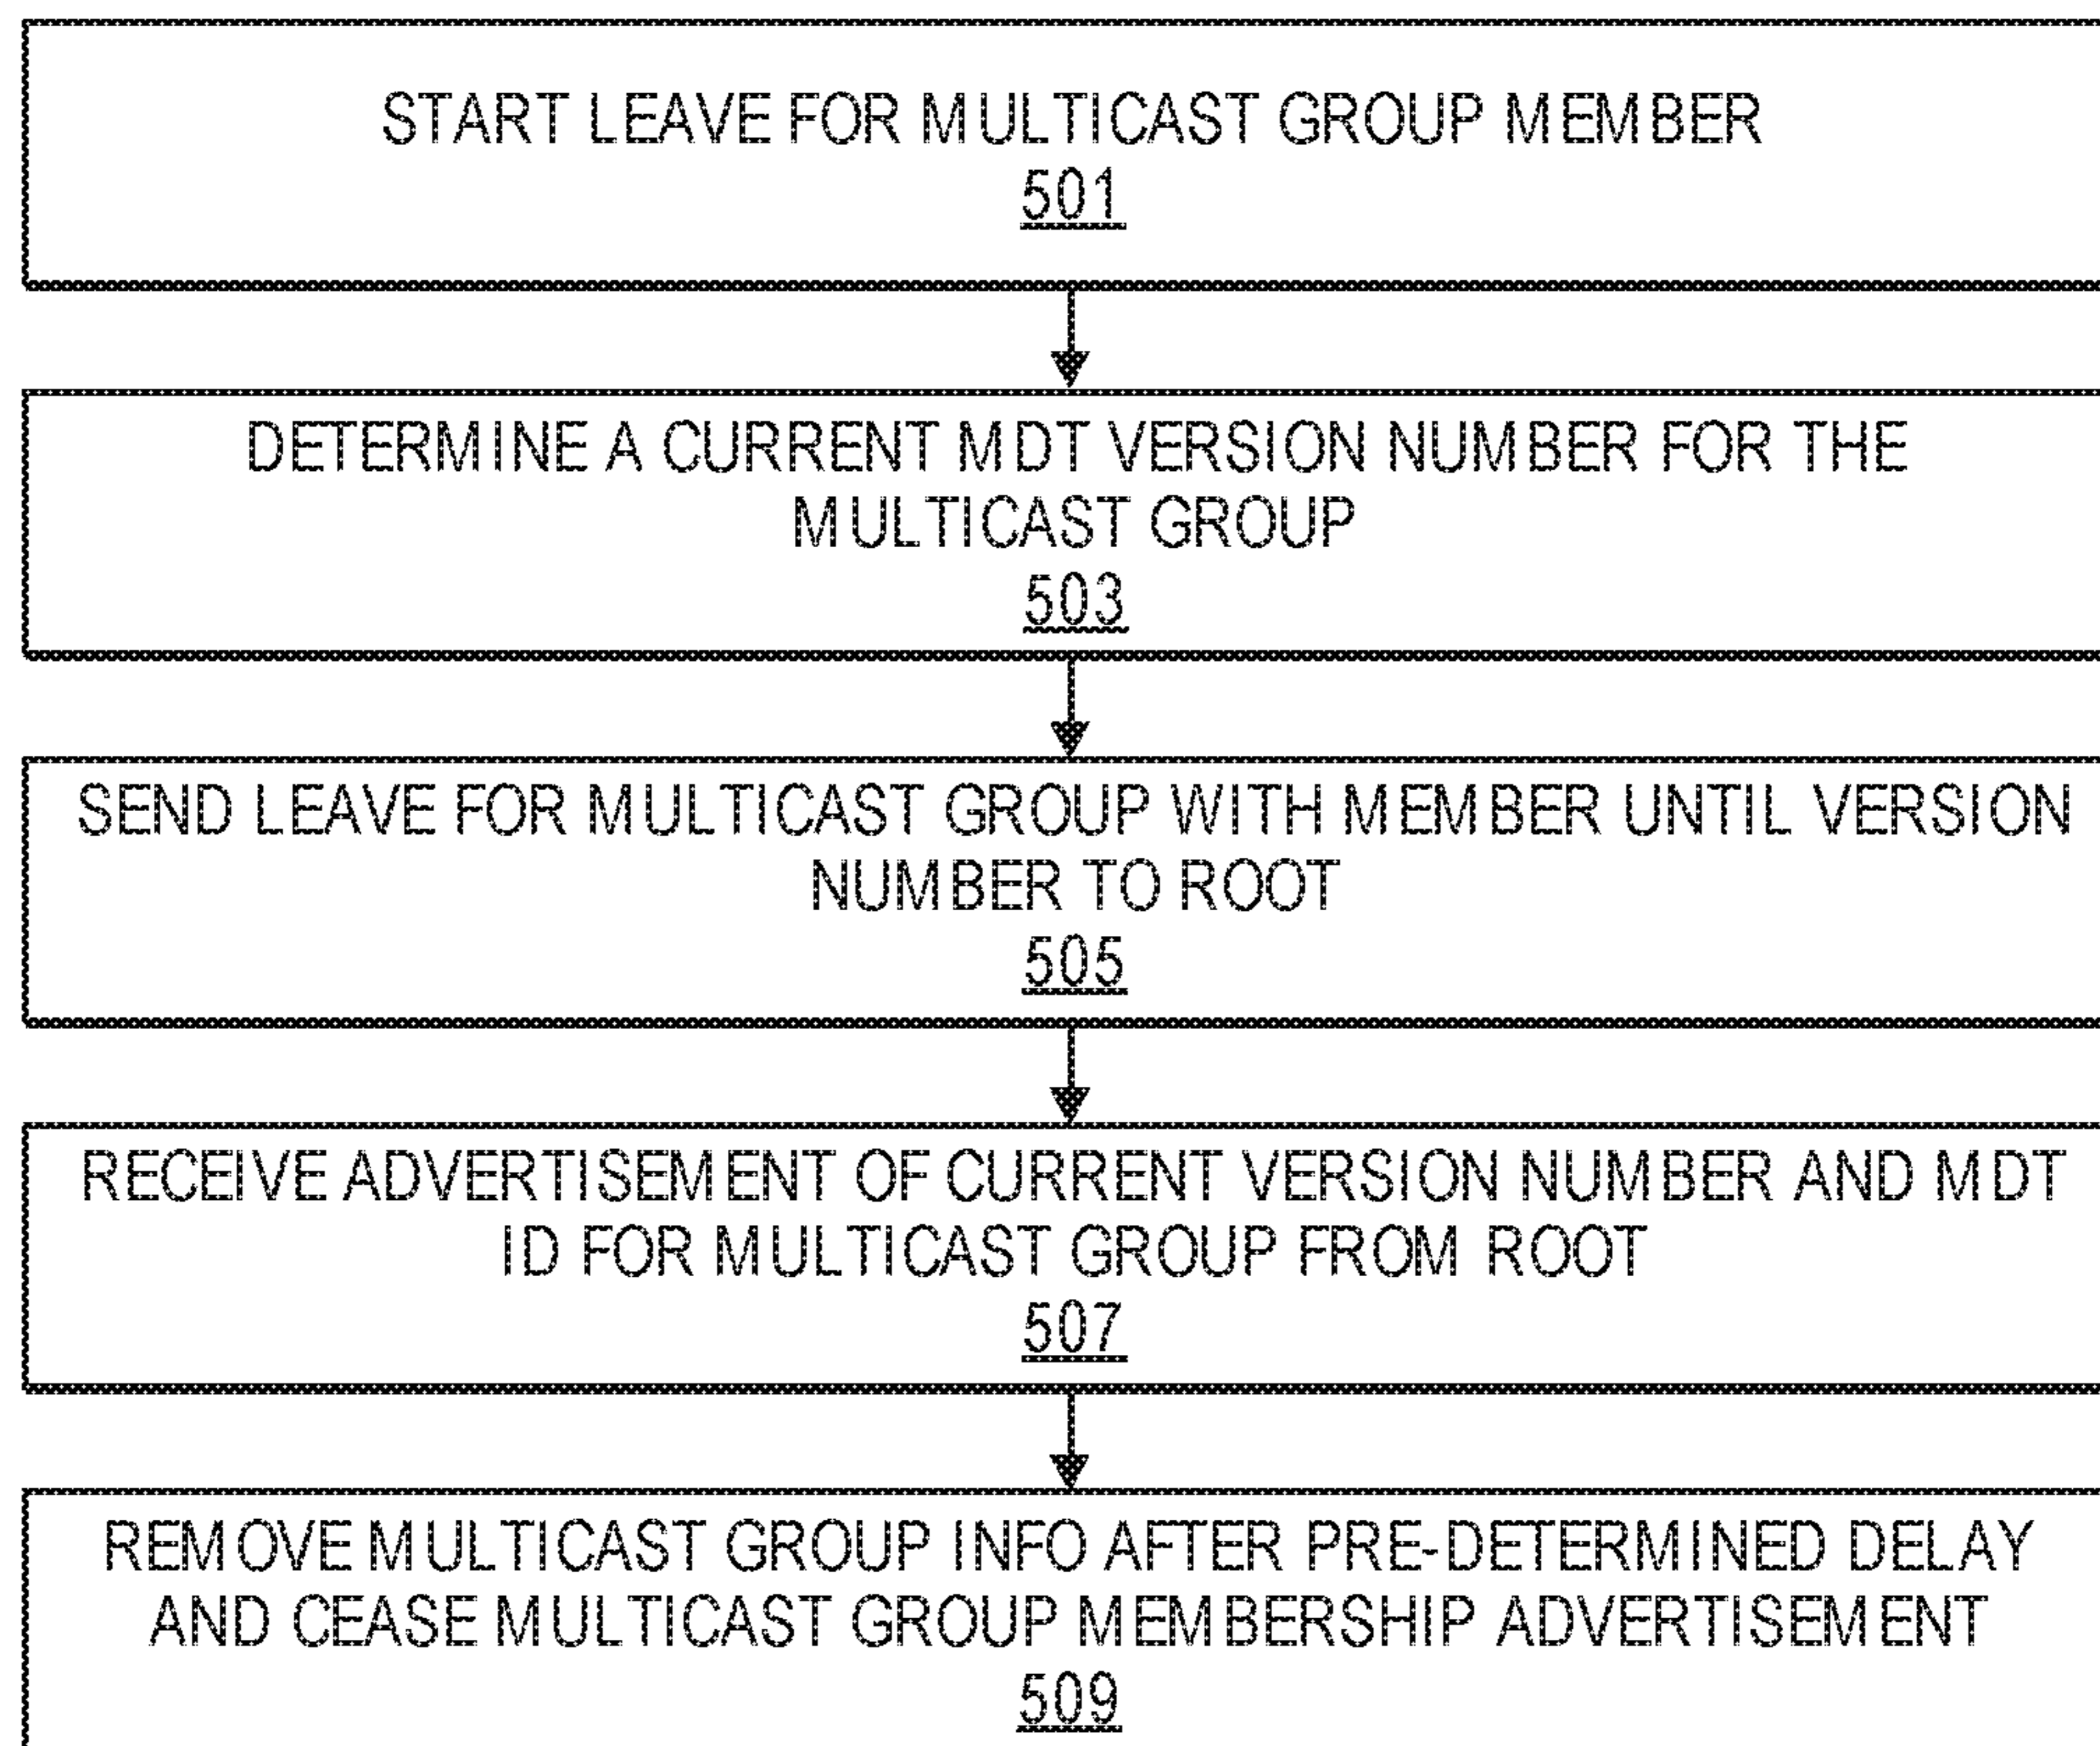 START LEAVE FOR MULTICAST GROUP MEMBER
501
DETERMINE A CURRENT MDT VERSION NUMBER FOR THE
MULTICAST GROUP
503
SEND LEAVE FOR MULTICAST GROUP WITH MEMBER UNTIL VERSION
NUMBER TO ROOT
505
RECEIVE ADVERTISEMENT OF CURRENT VERSION NUMBER AND MDT
ID FOR MULTICAST GROUP FROM ROOT
507
REMOVE MULTICAST GROUP INFO AFTER PRE-DETERMINED DELAY
AND CEASE MULTICAST GROUP MEMBERSHIP ADVERTISEMENT
509